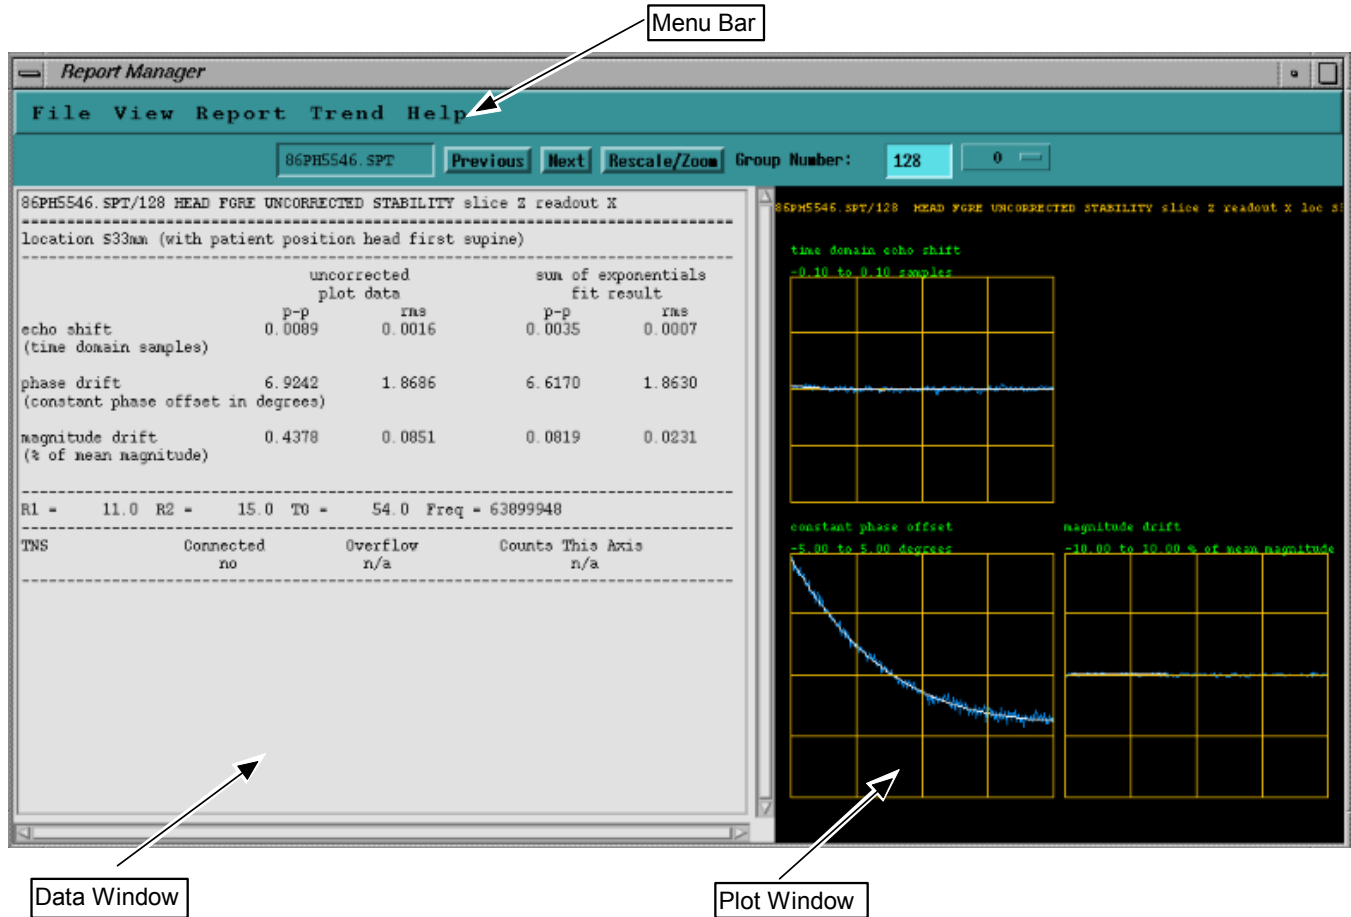 Menu Bar
Report Manager
File View Report Trend Help
86PH5546.SPT Previous Next Rescale/Zoom Group Number: 128 0
86PH5546.SPT/128 HEAD FGRE UNCORRECTED STABILITY slice Z readout X
location S33mm (with patient position head first supine)
uncorrected sum of exponentials
plot data fit result
p-p rms p-p rms
echo shift 0.0089 0.0016 0.0035 0.0007
(time domain samples)
phase drift 6.9242 1.8686 6.6170 1.8630
(constant phase offset in degrees)
magnitude drift 0.4378 0.0851 0.0819 0.0231
(% of mean magnitude)
R1 = 11.0 R2 = 15.0 TG = 54.0 Freq = 63899948
TNS Connected Overflow Counts This Axis
no n/a n/a
86PH5546.SPT/128 HEAD FGRE UNCORRECTED STABILITY slice Z readout X loc
time domain echo shift
-0.10 to 0.10 samples
constant phase offset
-5.00 to 5.00 degrees
magnitude drift
-10.00 to 10.00 % of mean magnitude
Data Window
Plot Window